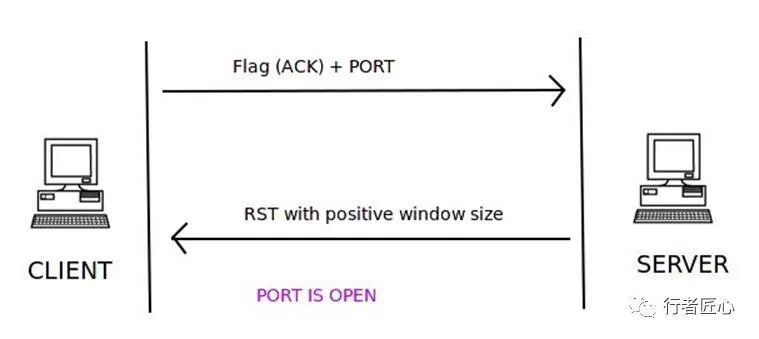 Flag (ACK) + PORT
RST with positive window size
CLIENT
SERVER
PORT IS OPEN
行者匠心